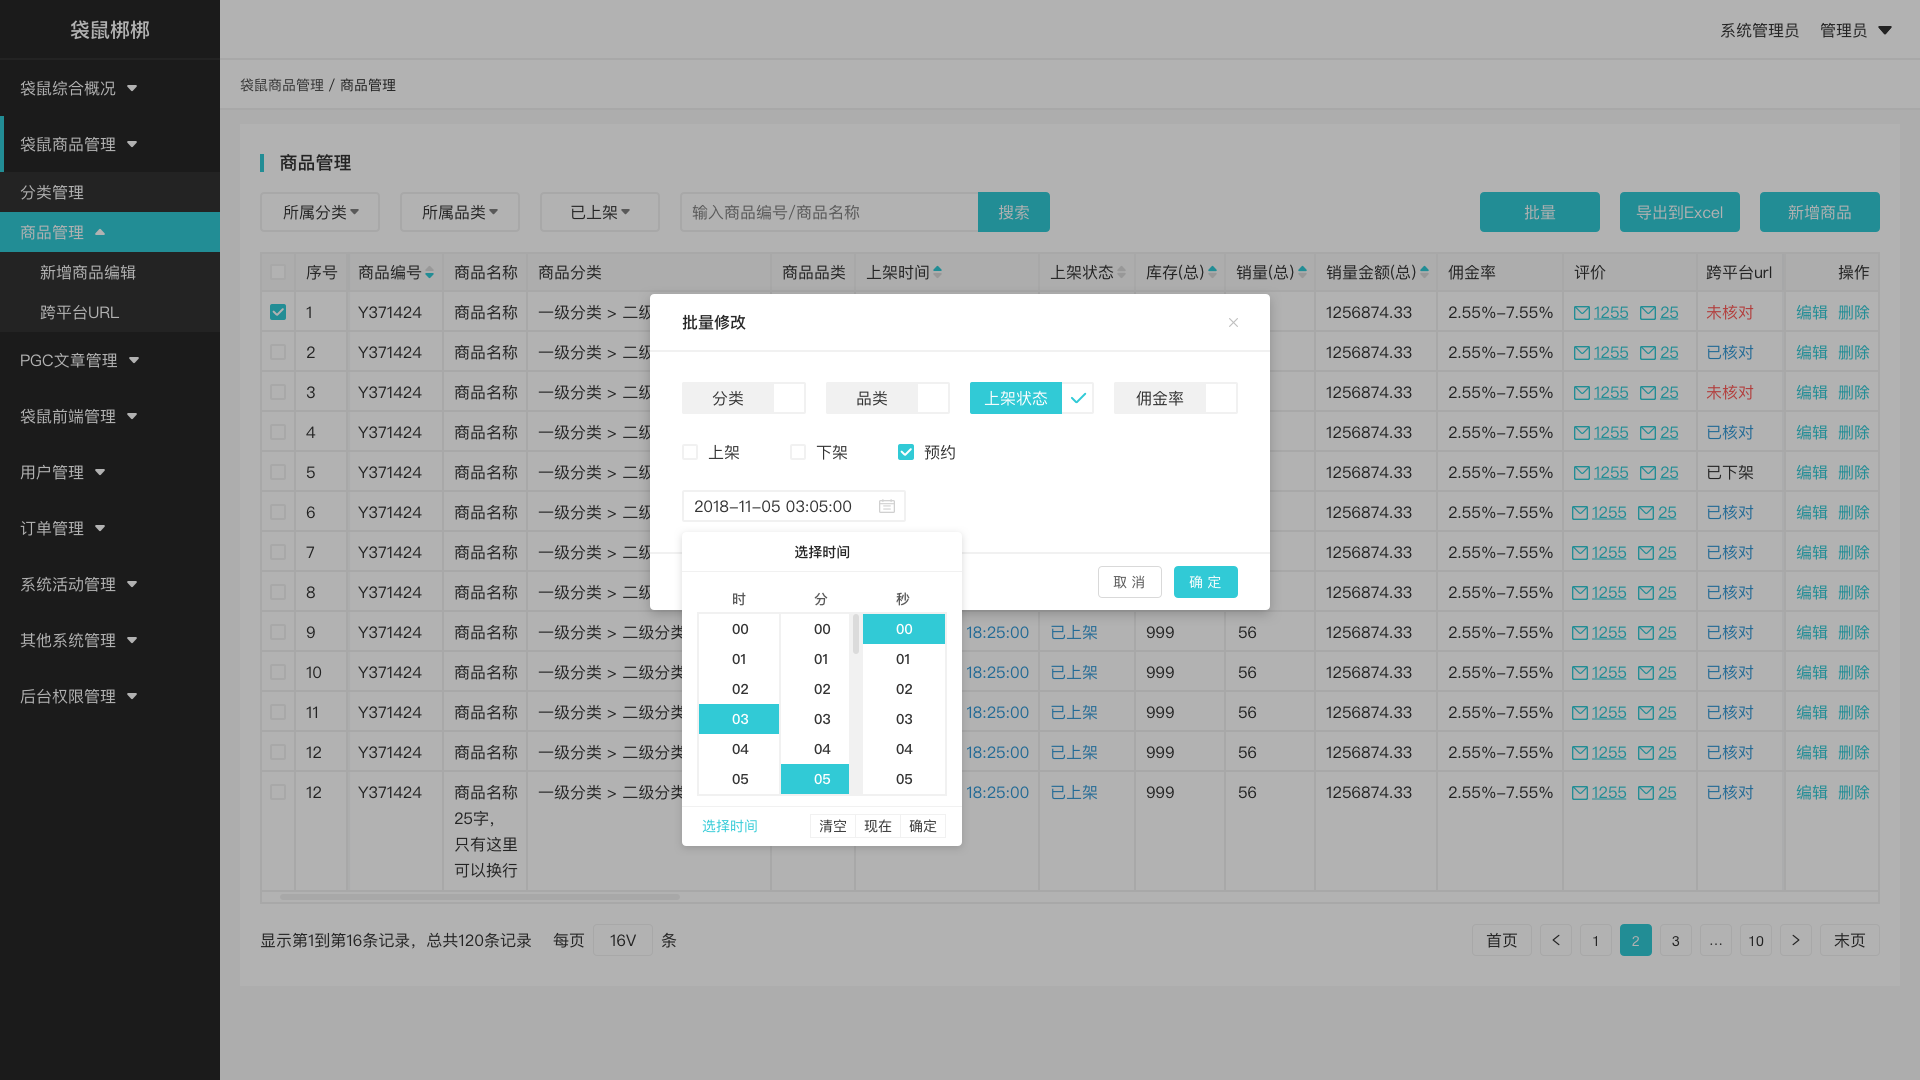 袋鼠梆梆
系统管理员 管理员
袋鼠综合概况
袋鼠商品管理
分类管理
商品管理
新增商品编辑
跨平台URL
PGC文章管理
袋鼠前端管理
用户管理
订单管理
系统活动管理
其他系统管理
后台权限管理
袋鼠商品管理 / 商品管理
商品管理
所属分类 所属品类 已上架 输入商品编号/商品名称 搜索 批量 导出到Excel 新增商品
序号 商品编号 商品名称 商品分类 商品品类 上架时间 上架状态 库存(总) 销量(总) 销量金额(总) 佣金率 评价 跨平台url 操作
1 Y371424 商品名称 一级分类 > 二级 1256874.33 2.55%-7.55% 1255 25 未核对 编辑 删除
2 Y371424 商品名称 一级分类 > 二级 1256874.33 2.55%-7.55% 1255 25 已核对 编辑 删除
3 Y371424 商品名称 一级分类 > 二级 1256874.33 2.55%-7.55% 1255 25 未核对 编辑 删除
4 Y371424 商品名称 一级分类 > 二级 1256874.33 2.55%-7.55% 1255 25 已核对 编辑 删除
5 Y371424 商品名称 一级分类 > 二级 1256874.33 2.55%-7.55% 1255 25 已下架 编辑 删除
6 Y371424 商品名称 一级分类 > 二级 1256874.33 2.55%-7.55% 1255 25 已核对 编辑 删除
7 Y371424 商品名称 一级分类 > 二级 1256874.33 2.55%-7.55% 1255 25 已核对 编辑 删除
8 Y371424 商品名称 一级分类 > 二级 1256874.33 2.55%-7.55% 1255 25 已核对 编辑 删除
9 Y371424 商品名称 一级分类 > 二级分类 18:25:00 已上架 999 56 1256874.33 2.55%-7.55% 1255 25 已核对 编辑 删除
10 Y371424 商品名称 一级分类 > 二级分类 18:25:00 已上架 999 56 1256874.33 2.55%-7.55% 1255 25 已核对 编辑 删除
11 Y371424 商品名称 一级分类 > 二级分类 18:25:00 已上架 999 56 1256874.33 2.55%-7.55% 1255 25 已核对 编辑 删除
12 Y371424 商品名称 一级分类 > 二级分类 18:25:00 已上架 999 56 1256874.33 2.55%-7.55% 1255 25 已核对 编辑 删除
12 Y371424 商品名称 一级分类 > 二级分类 18:25:00 已上架 999 56 1256874.33 2.55%-7.55% 1255 25 已核对 编辑 删除
25字，
只有这里
可以换行
显示第1到第16条记录，总共120条记录 每页 16V 条 首页 < 1 2 3 ... 10 > 末页
批量修改
分类 品类 上架状态 佣金率
上架 下架 预约
2018-11-05 03:05:00
取 消 确 定
选择时间
时 分 秒
00 00 00
01 01 01
02 02 02
03 03 03
04 04 04
05 05 05
选择时间 清空 现在 确定